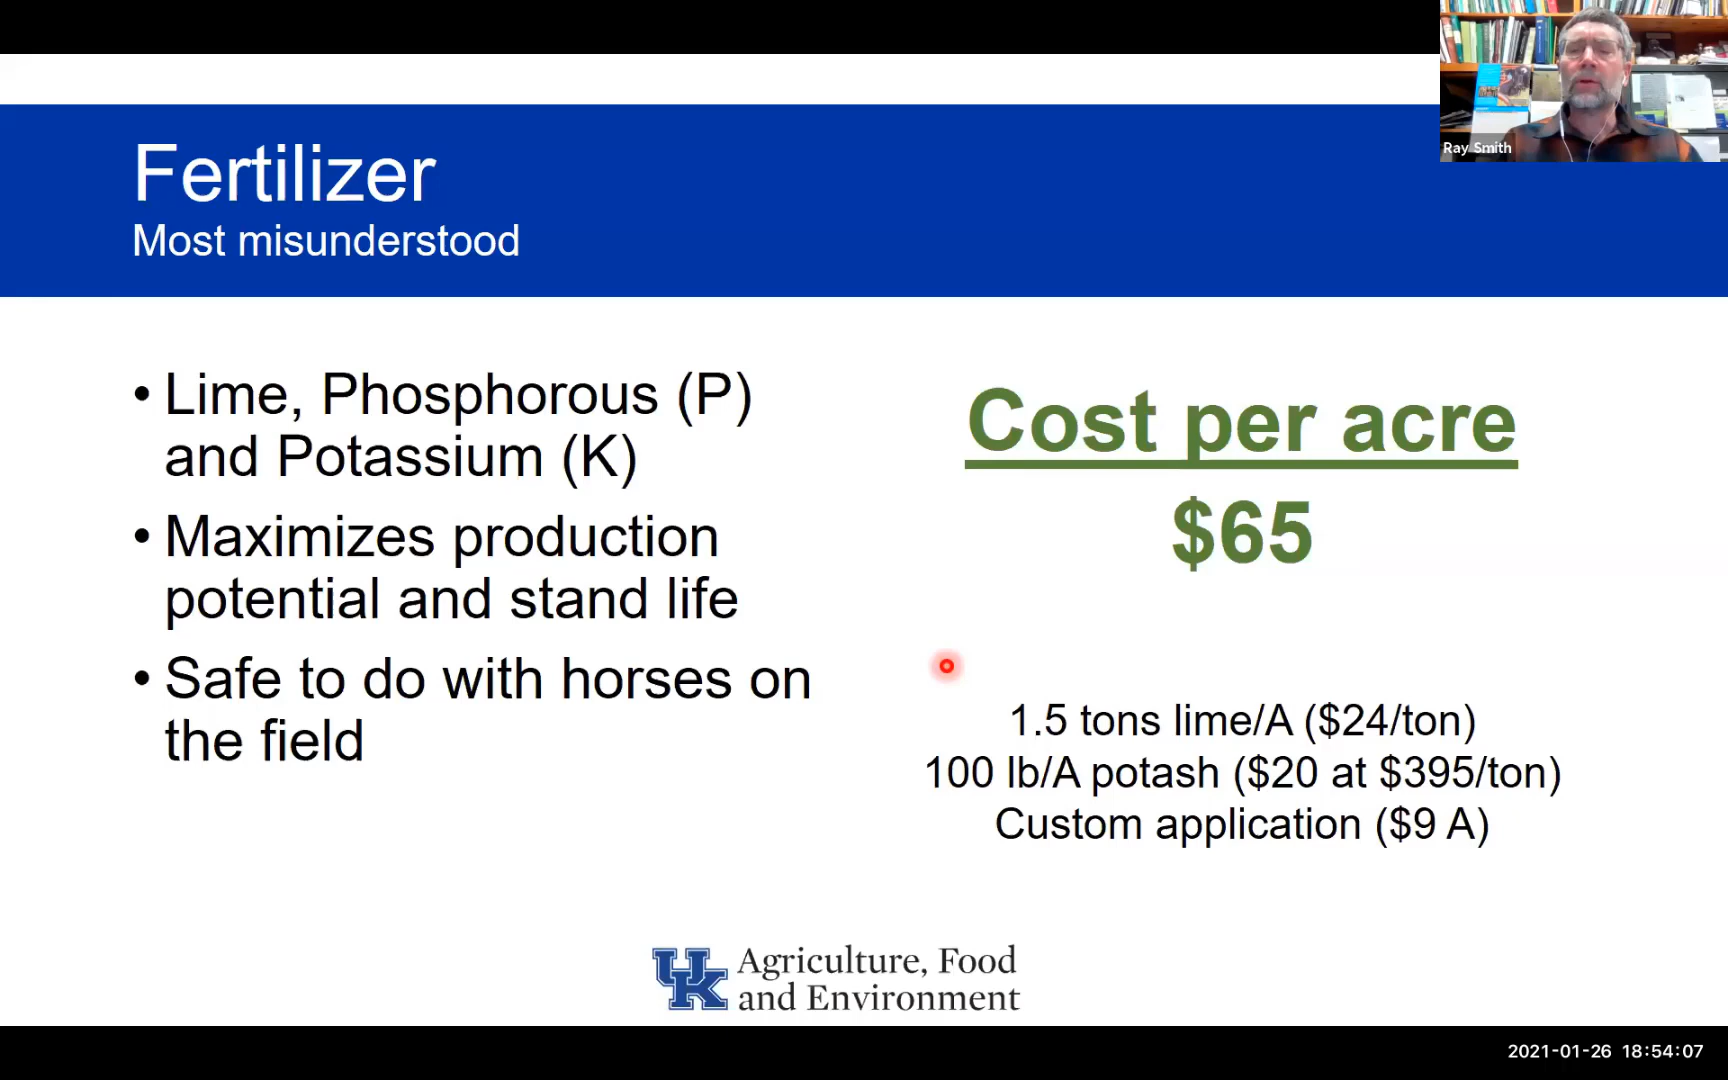 Ray Smith
Fertilizer
Most misunderstood
• Lime, Phosphorous (P)
and Potassium (K)
• Maximizes production
potential and stand life
• Safe to do with horses on
the field
Cost per acre
$65
1.5 tons lime/A ($24/ton)
100 lb/A potash ($20 at $395/ton)
Custom application ($9 A)
UK
Agriculture, Food
and Environment
2021-01-26 18:54:07